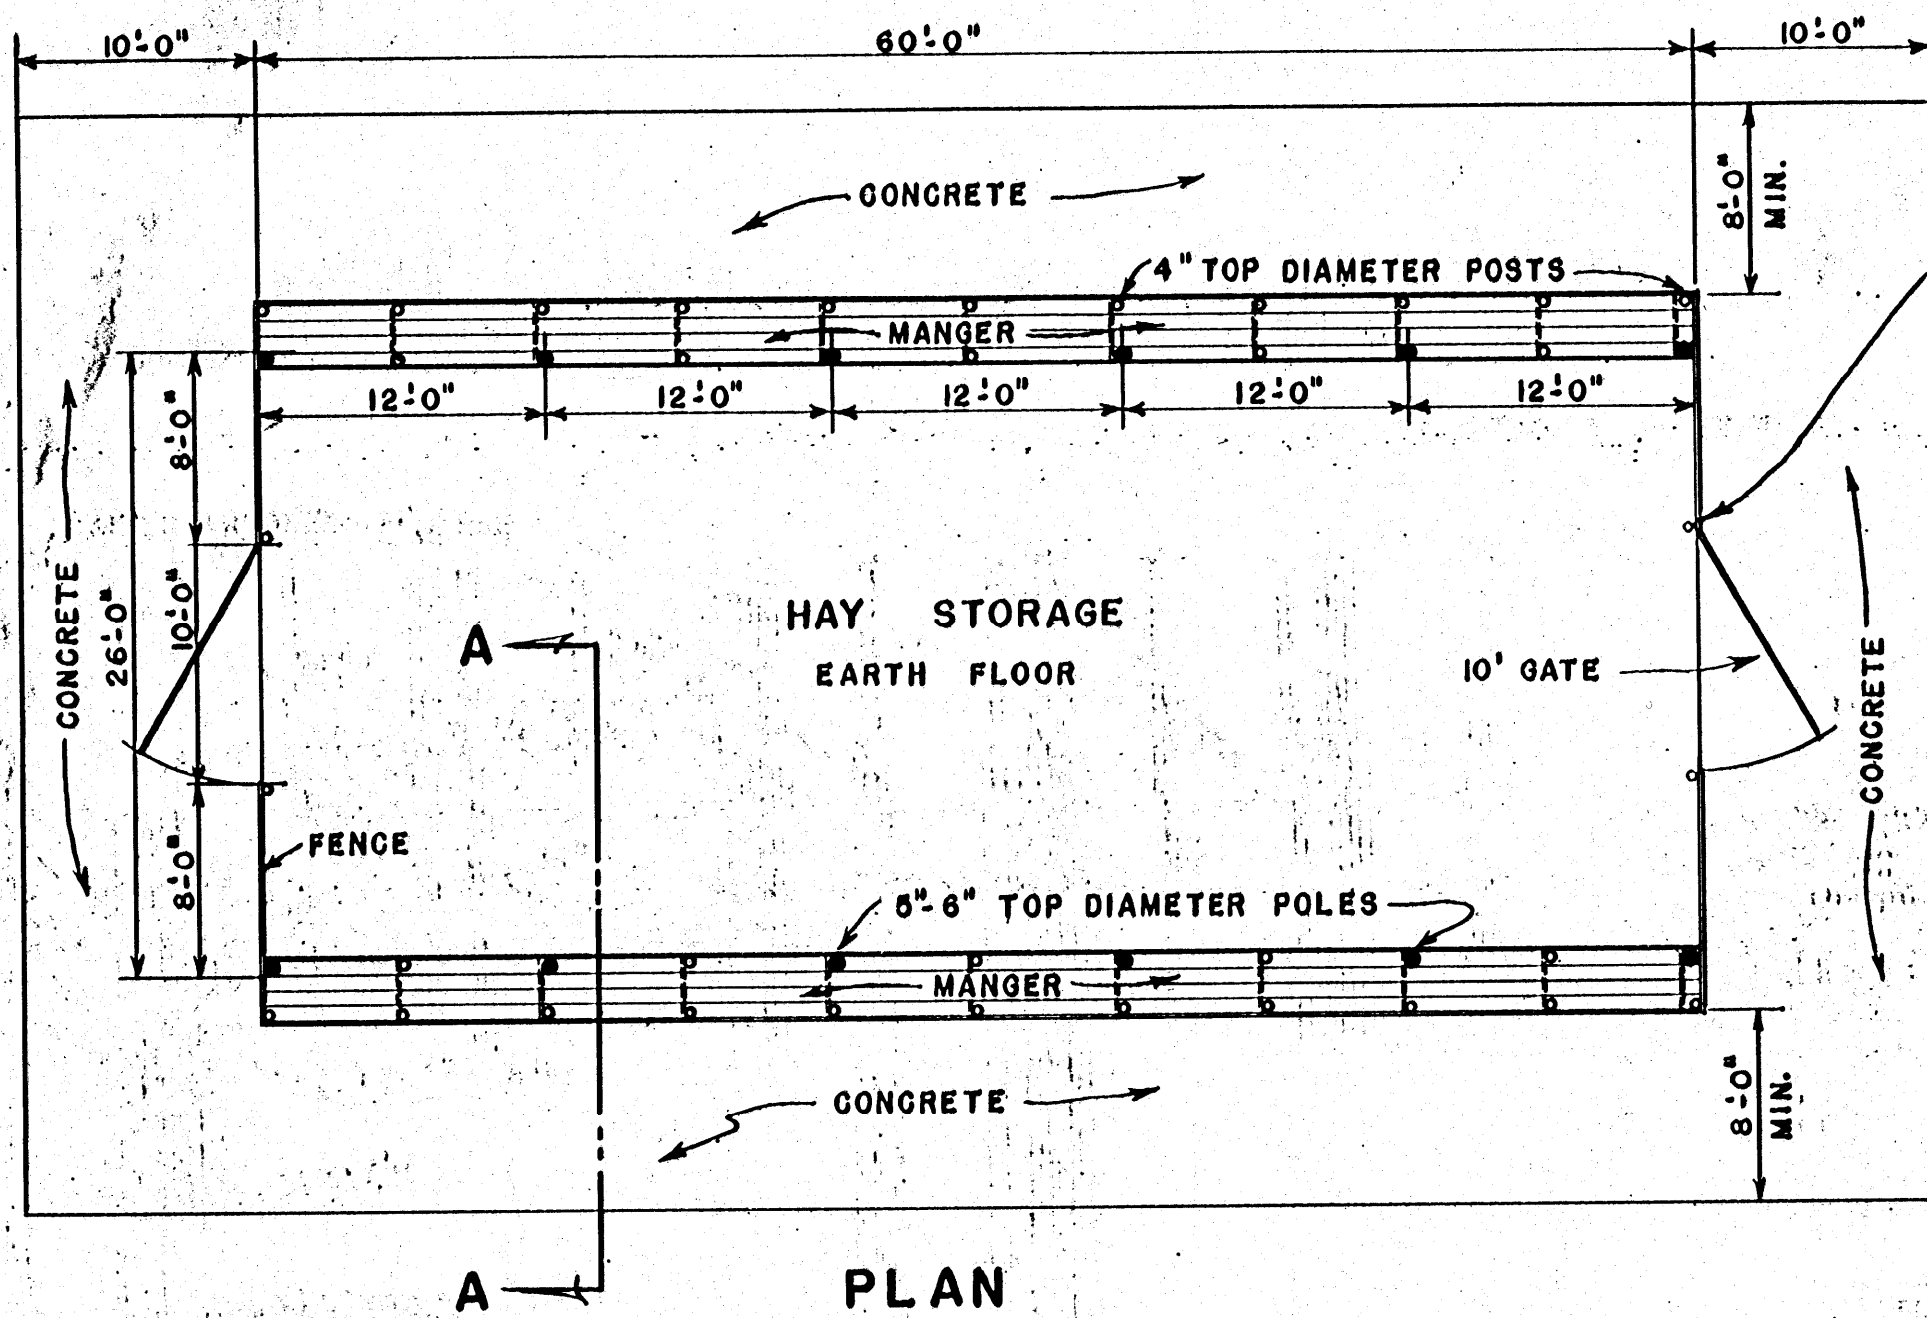 10'-0" 60'-0" 10'-0"
CONCRETE
8'-0" MIN.
4" TOP DIAMETER POSTS
MANGER
12'-0" 12'-0" 12'-0" 12'-0" 12'-0"
8'-0"
CONCRETE
26'-0"
10'-0"
HAY STORAGE
EARTH FLOOR
A
10' GATE
CONCRETE
8'-0"
FENCE
5"-6" TOP DIAMETER POLES
MANGER
8'-0" MIN.
CONCRETE
A
PLAN